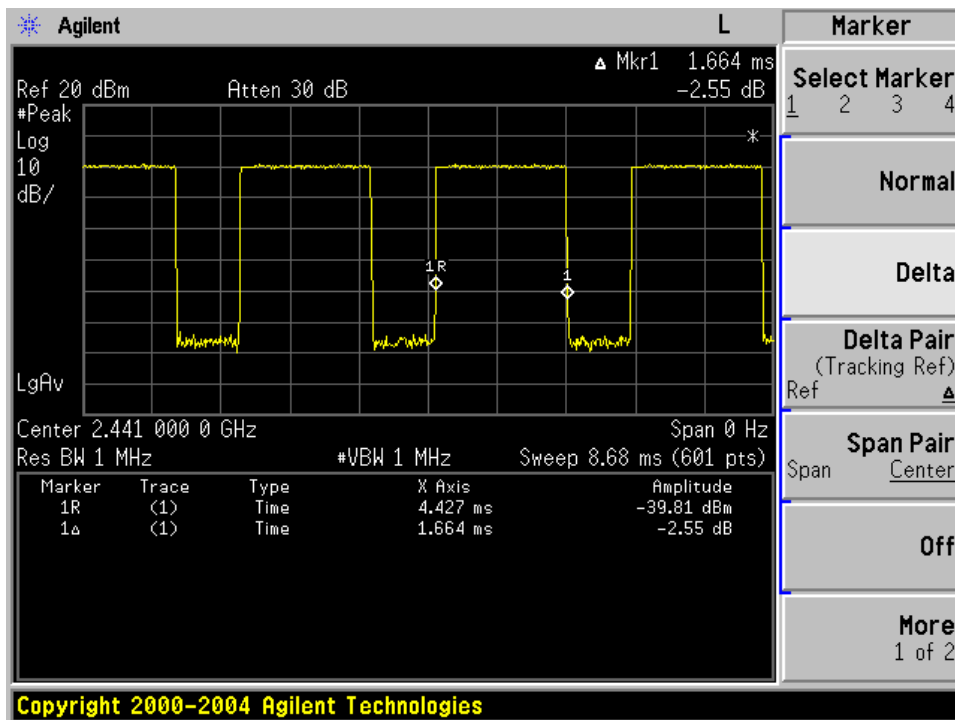 Agilent
L
Marker
Δ Mkr1 1.664 ms
Ref 20 dBm Atten 30 dB -2.55 dB
#Peak
Log
10
dB/
*
1R
1
LgAv
Center 2.441 000 0 GHz Span 0 Hz
Res BW 1 MHz #VBW 1 MHz Sweep 8.68 ms (601 pts)
Marker Trace Type X Axis Amplitude
1R (1) Time 4.427 ms -39.81 dBm
1Δ (1) Time 1.664 ms -2.55 dB
Select Marker
1 2 3 4
Normal
Delta
Delta Pair
(Tracking Ref)
Ref Δ
Span Pair
Span Center
Off
More
1 of 2
Copyright 2000-2004 Agilent Technologies